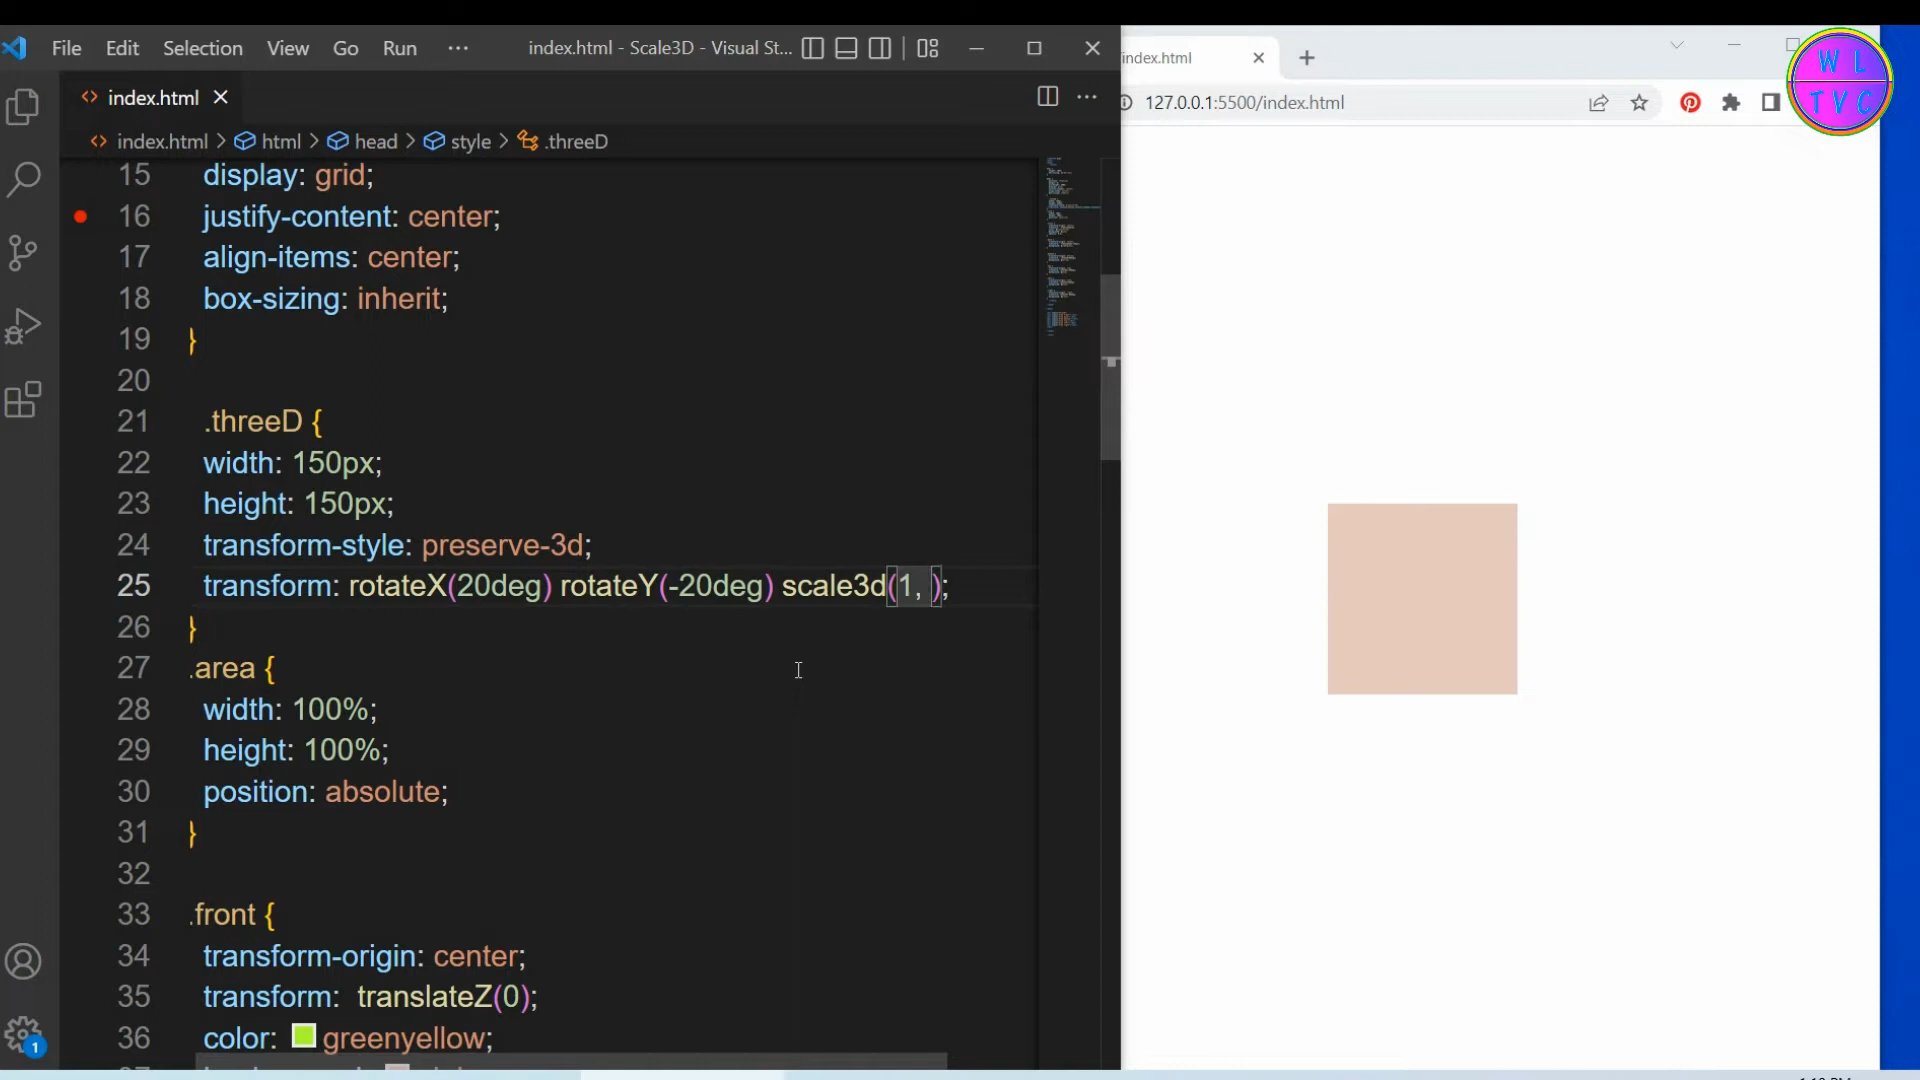 File Edit Selection View Go Run ··· index.html - Scale3D - Visual St...
index.html
index.html > html > head > style > .threeD
15 display: grid;
16 justify-content: center;
17 align-items: center;
18 box-sizing: inherit;
19 }
20
21 .threeD {
22 width: 150px;
23 height: 150px;
24 transform-style: preserve-3d;
25 transform: rotateX(20deg) rotateY(-20deg) scale3d(1, );
26 }
27 .area {
28 width: 100%;
29 height: 100%;
30 position: absolute;
31 }
32
33 .front {
34 transform-origin: center;
35 transform:  translateZ(0);
36 color: greenyellow;
1
/index.html
127.0.0.1:5500/index.html
W L
T V C